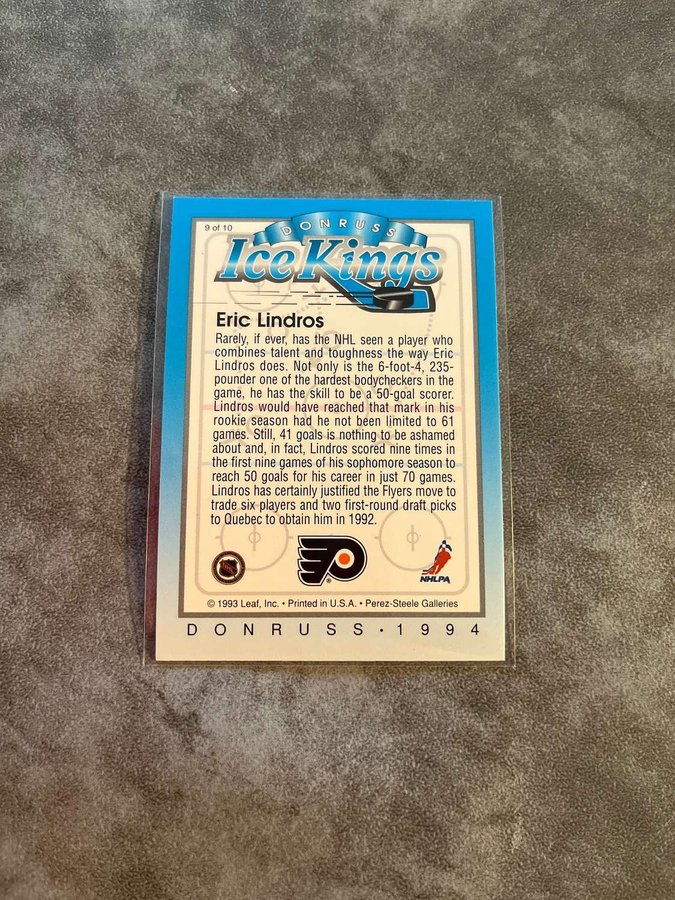 9 of 10
DONRUSS
Ice Kings
Eric Lindros
Rarely, if ever, has the NHL seen a player who
combines talent and toughness the way Eric
Lindros does. Not only is the 6-foot-4, 235-
pounder one of the hardest bodycheckers in the
game, he has the skill to be a 50-goal scorer.
Lindros would have reached that mark in his
rookie season had he not been limited to 61
games. Still, 41 goals is nothing to be ashamed
about and, in fact, Lindros scored nine times in
the first nine games of his sophomore season to
reach 50 goals for his career in just 70 games.
Lindros has certainly justified the Flyers move to
trade six players and two first-round draft picks
to Quebec to obtain him in 1992.
NHL
NHLPA
© 1993 Leaf, Inc. • Printed in U.S.A. • Perez-Steele Galleries
DONRUSS • 1994